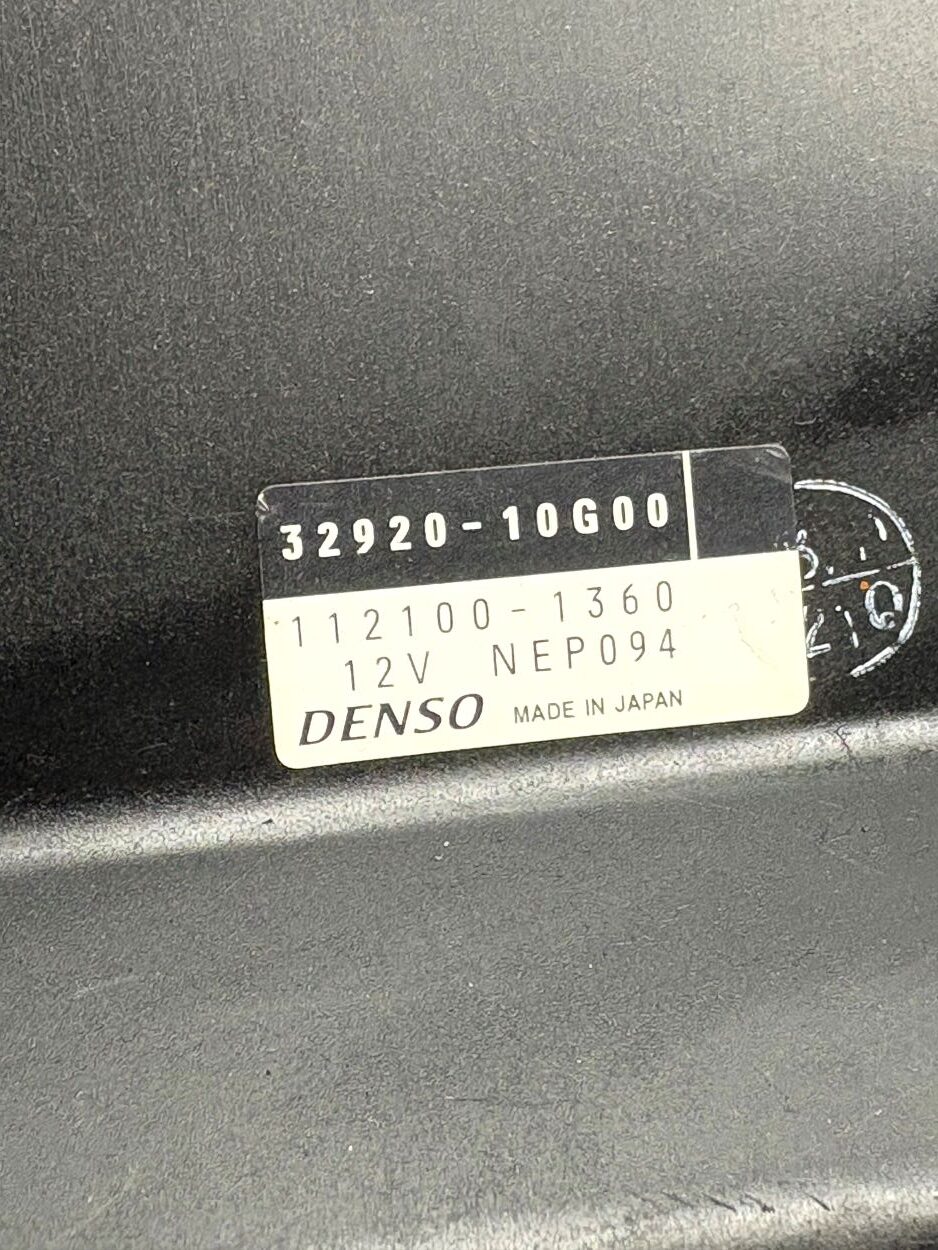 32920-10G00
112100-1360
12V NEP094
DENSO MADE IN JAPAN